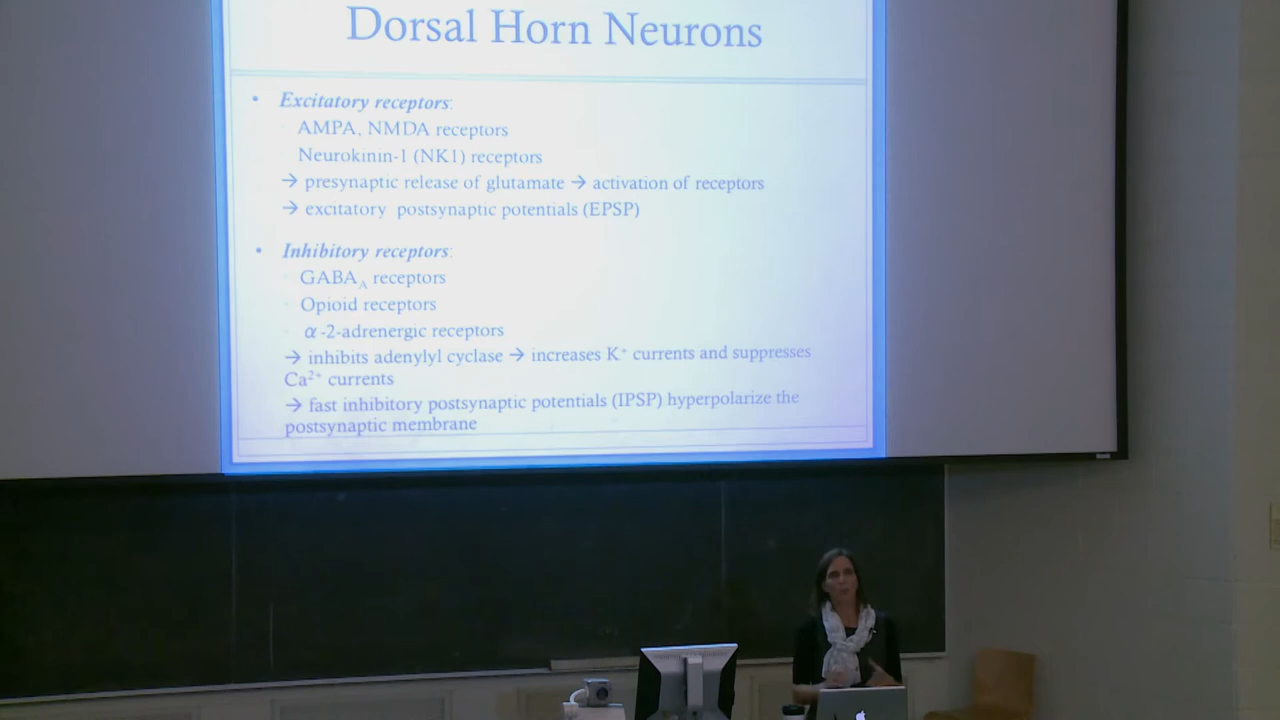 Dorsal Horn Neurons
• Excitatory receptors:
AMPA, NMDA receptors
Neurokinin-1 (NK1) receptors
→ presynaptic release of glutamate → activation of receptors
→ excitatory postsynaptic potentials (EPSP)
• Inhibitory receptors:
GABAA receptors
Opioid receptors
α-2-adrenergic receptors
→ inhibits adenylyl cyclase → increases K⁺ currents and suppresses
Ca²⁺ currents
→ fast inhibitory postsynaptic potentials (IPSP) hyperpolarize the
postsynaptic membrane